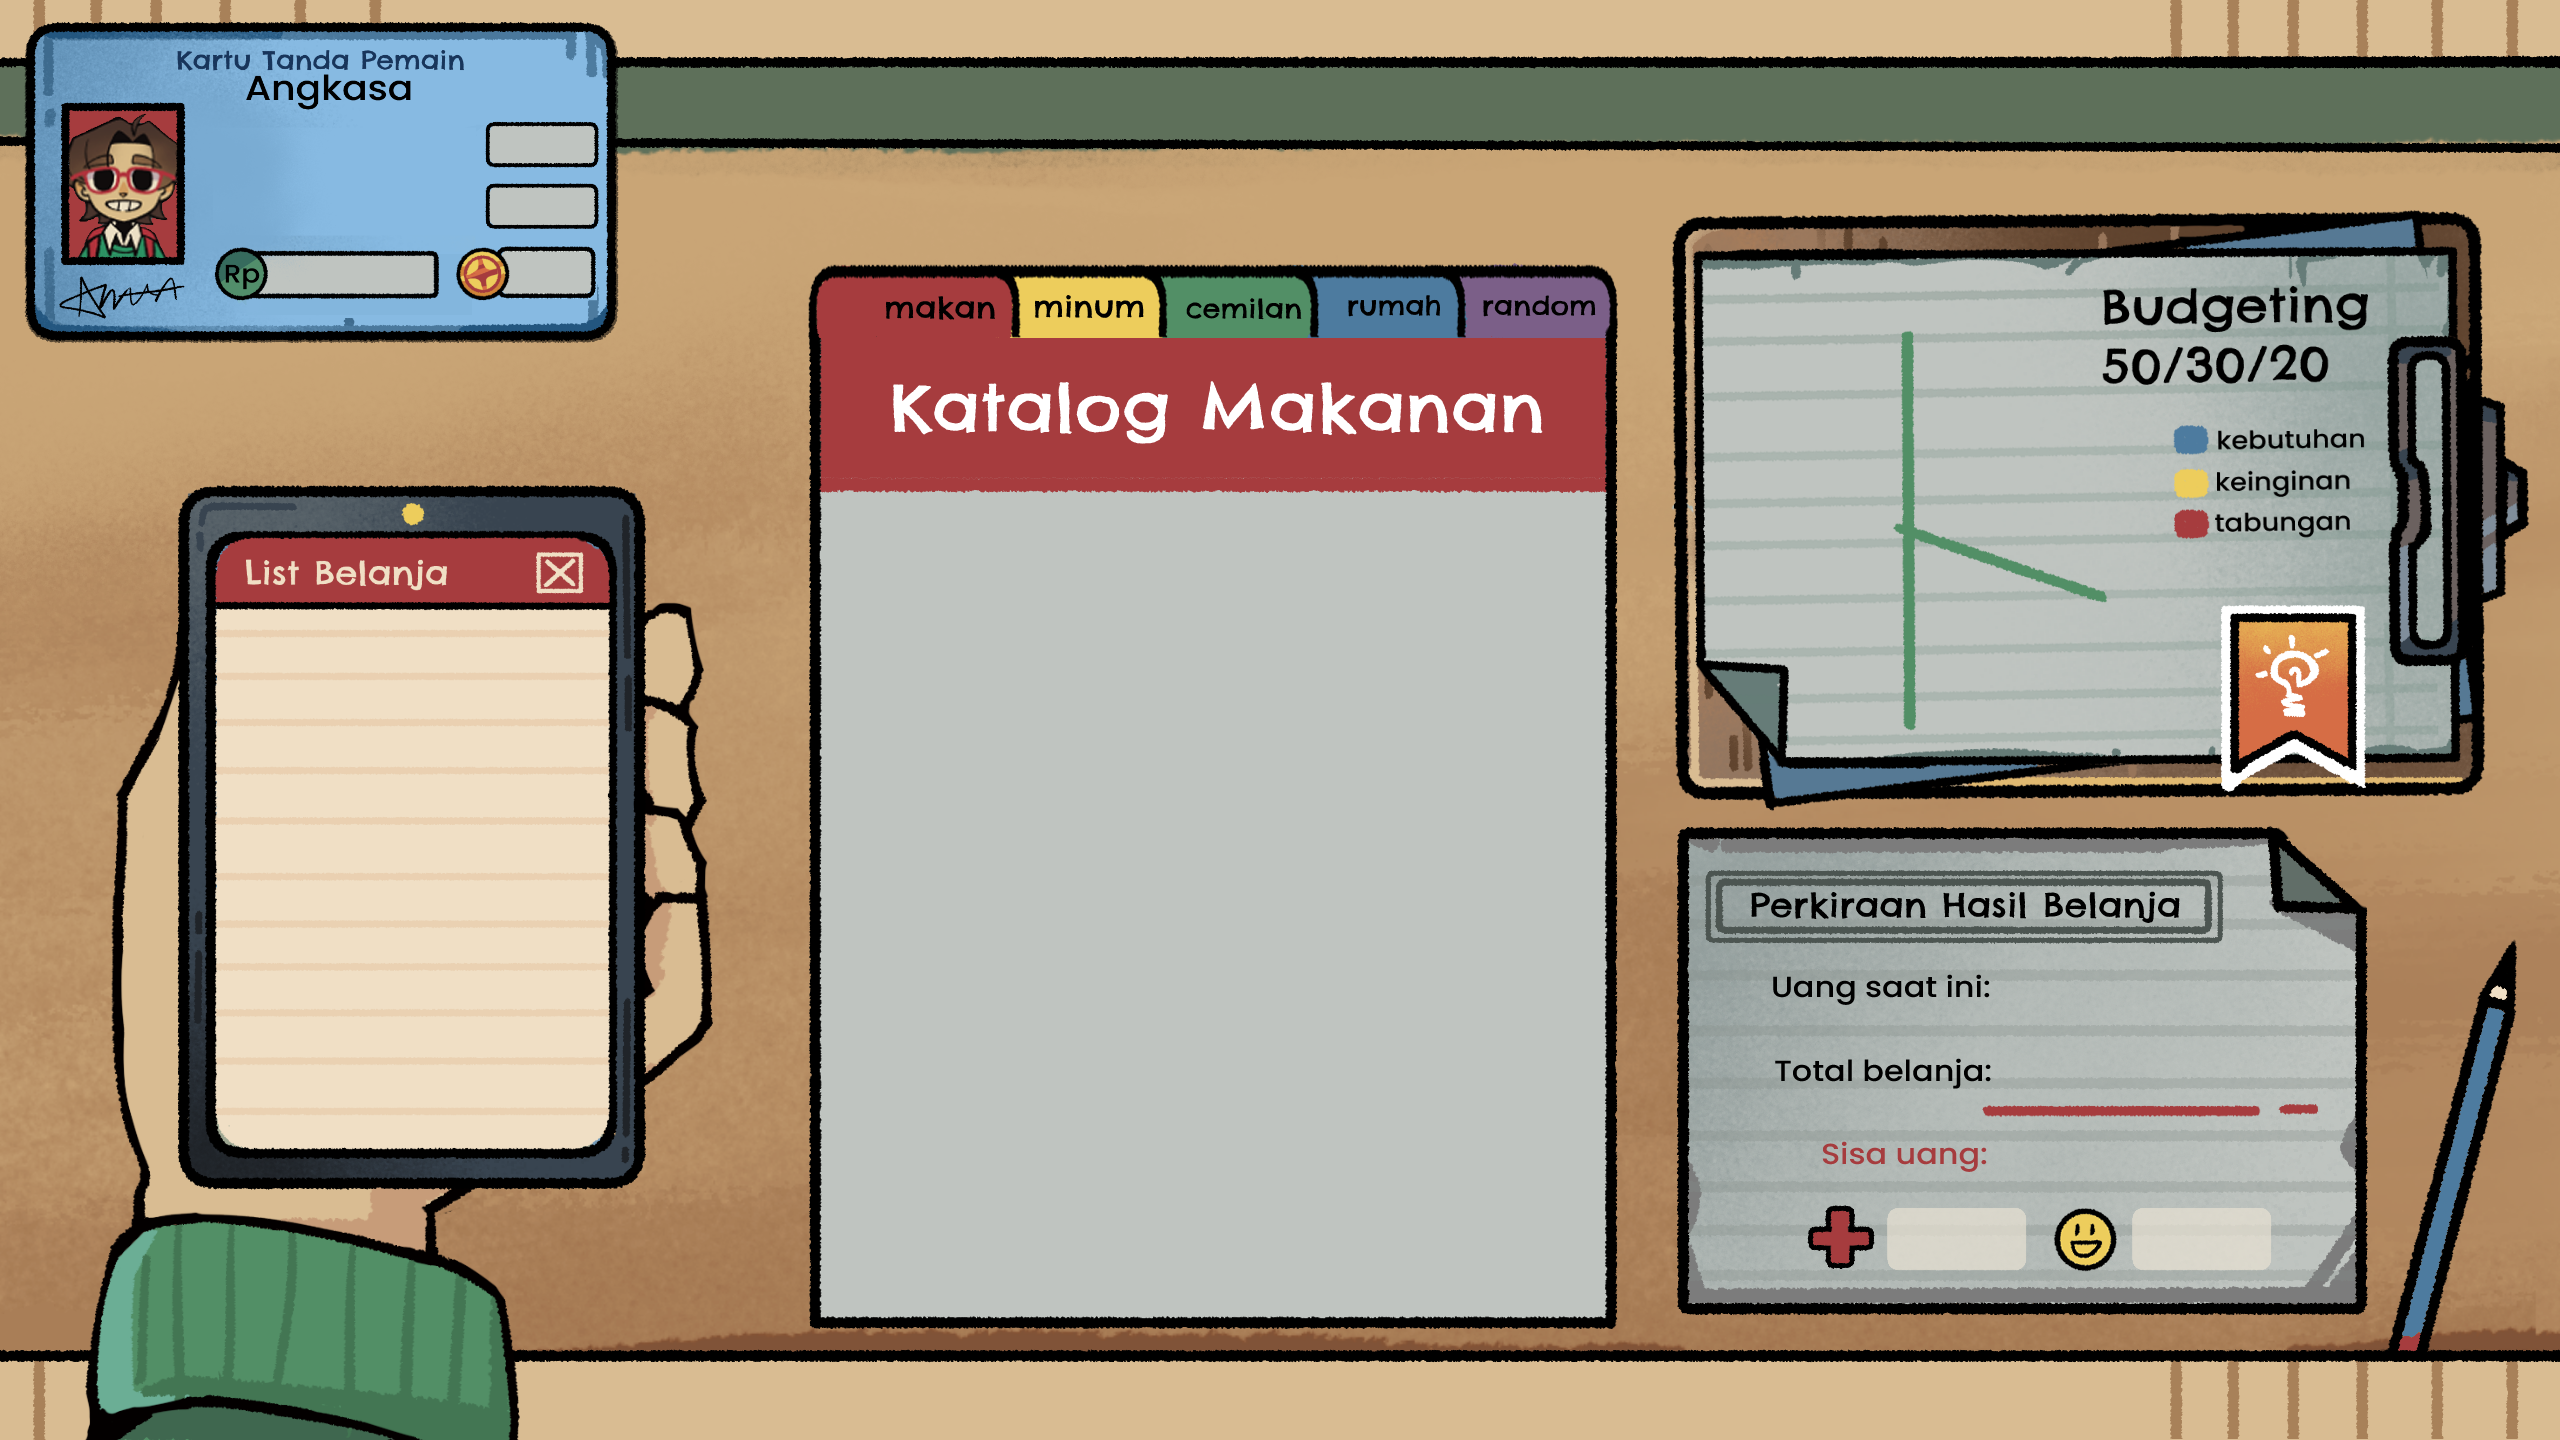 Kartu Tanda Pemain
Angkasa
Rp
makan
minum
cemilan
rumah
random
Katalog Makanan
List Belanja
Budgeting
50/30/20
kebutuhan
keinginan
tabungan
Perkiraan Hasil Belanja
Uang saat ini:
Total belanja:
Sisa uang: